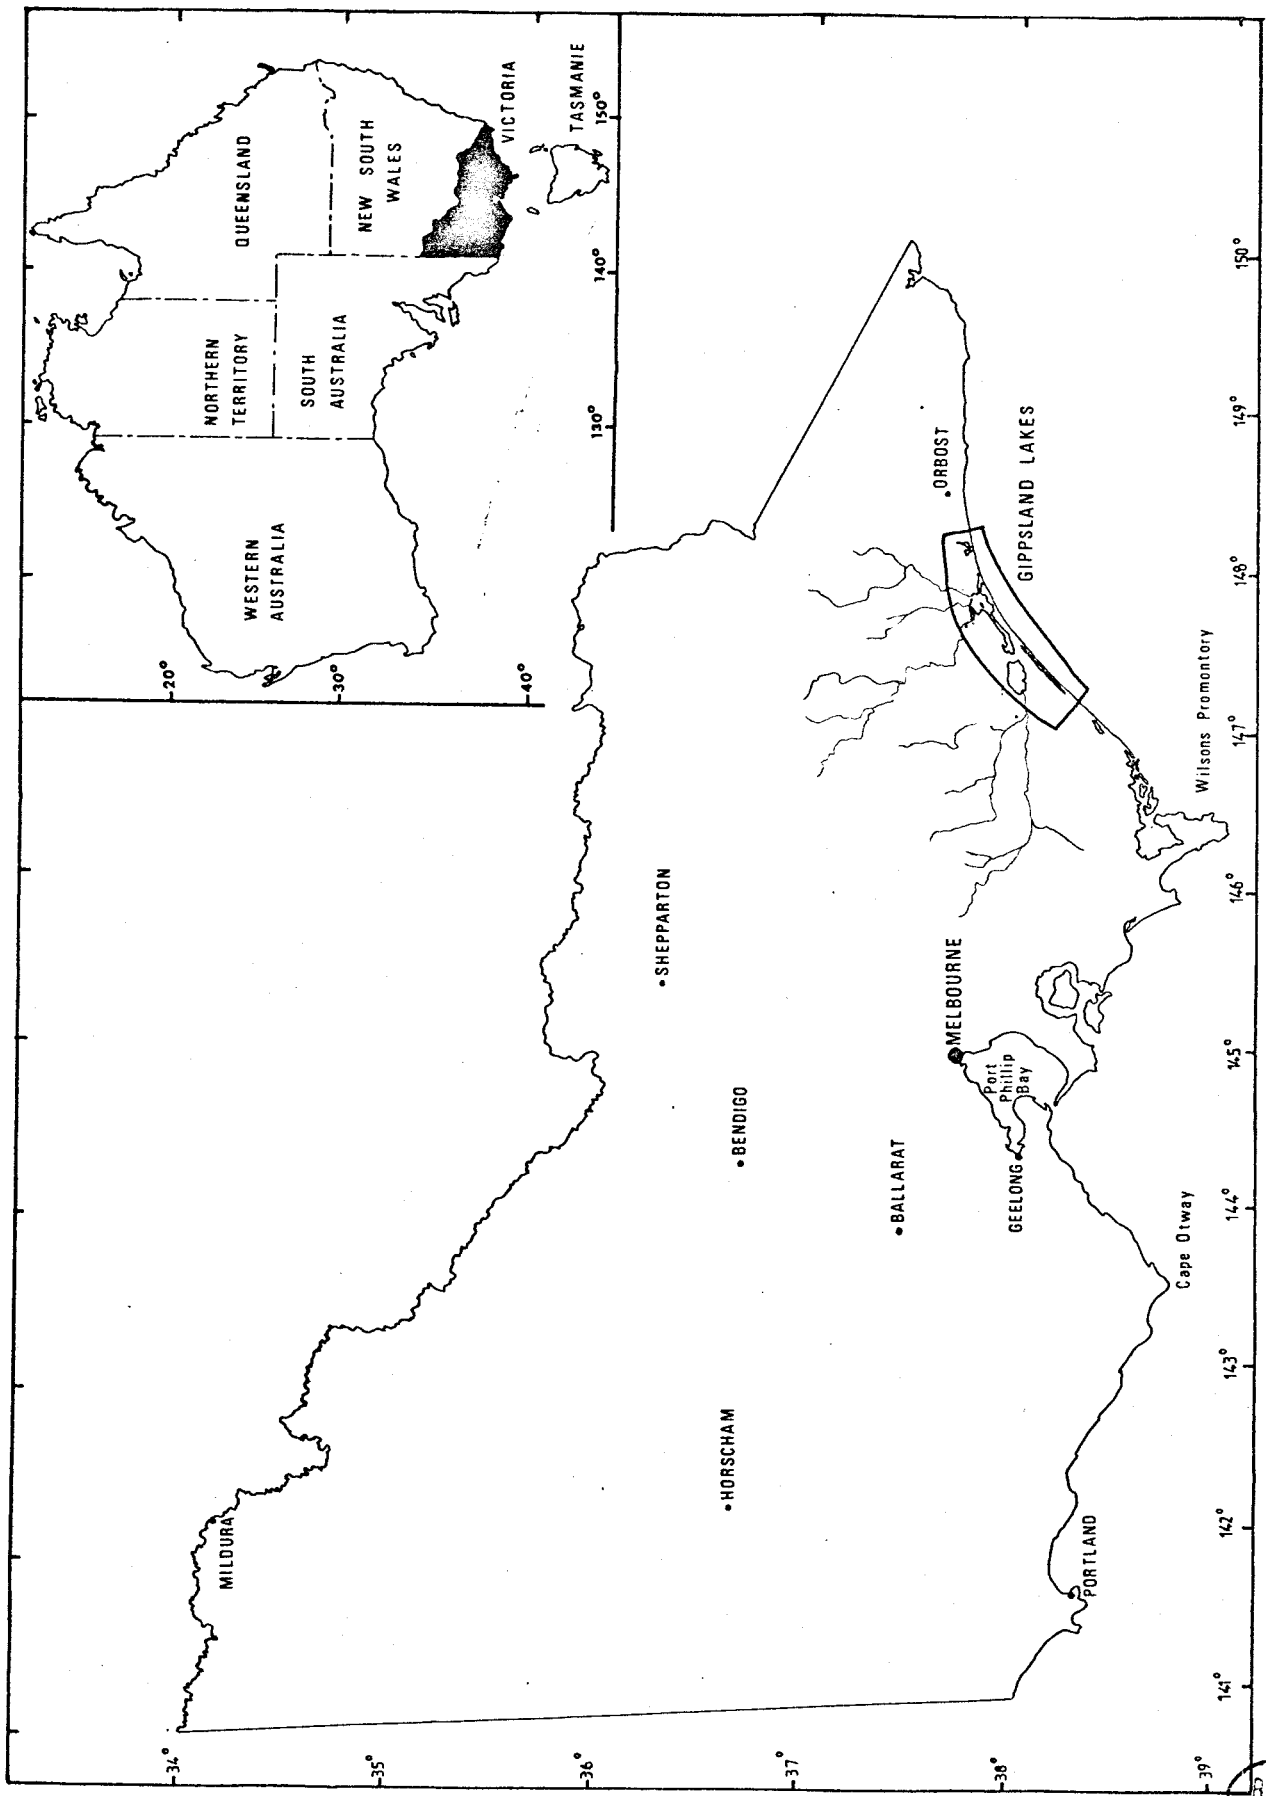 QUEENSLAND
NORTHERN
TERRITORY
WESTERN
AUSTRALIA
SOUTH
AUSTRALIA
NEW SOUTH
WALES
VICTORIA
TASMANIE
20°
30°
40°
130°
140°
150°
34°
35°
36°
37°
38°
39°
MILDURA
SHEPPARTON
HORSCHAM
BENDIGO
BALLARAT
MELBOURNE
Port
Phillip
Bay
GEELONG
PORTLAND
Cape Otway
ORBOST
GIPPSLAND LAKES
Wilsons Promontory
141°
142°
143°
144°
145°
146°
147°
148°
149°
150°